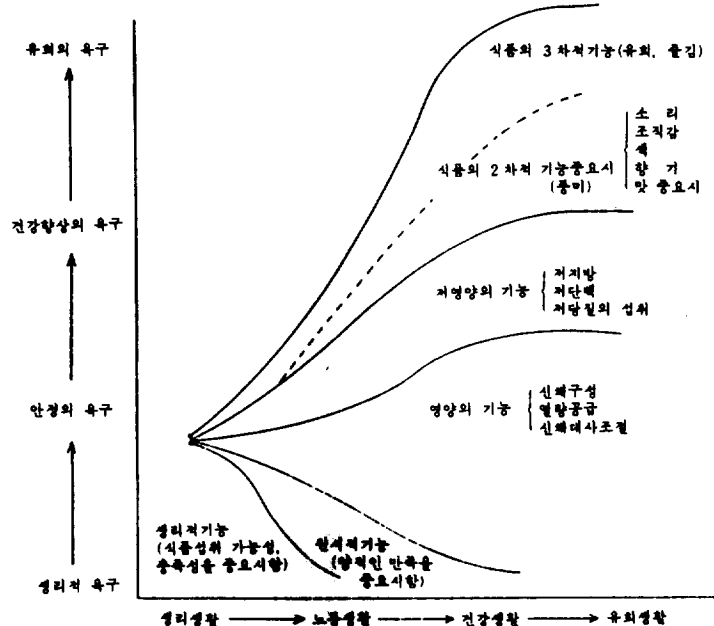 유희의 욕구
식품의 3차적기능(유희, 즐김)
소 리
조직감
색
향 기
맛 중요시
식품의 2차적 기능중요시
(풍미)
건강향상의 욕구
저영양의 기능
저지방
저단백
저당질의 섭취
안정의 욕구
영양의 기능
신체구성
열량공급
신체대사조절
생리적기능
(식품섭취 가능성,
충족성을 중요시함)
(양적인 만족을
중요시함)
생리적 욕구
생리생활 노동생활 건강생활 유희생활